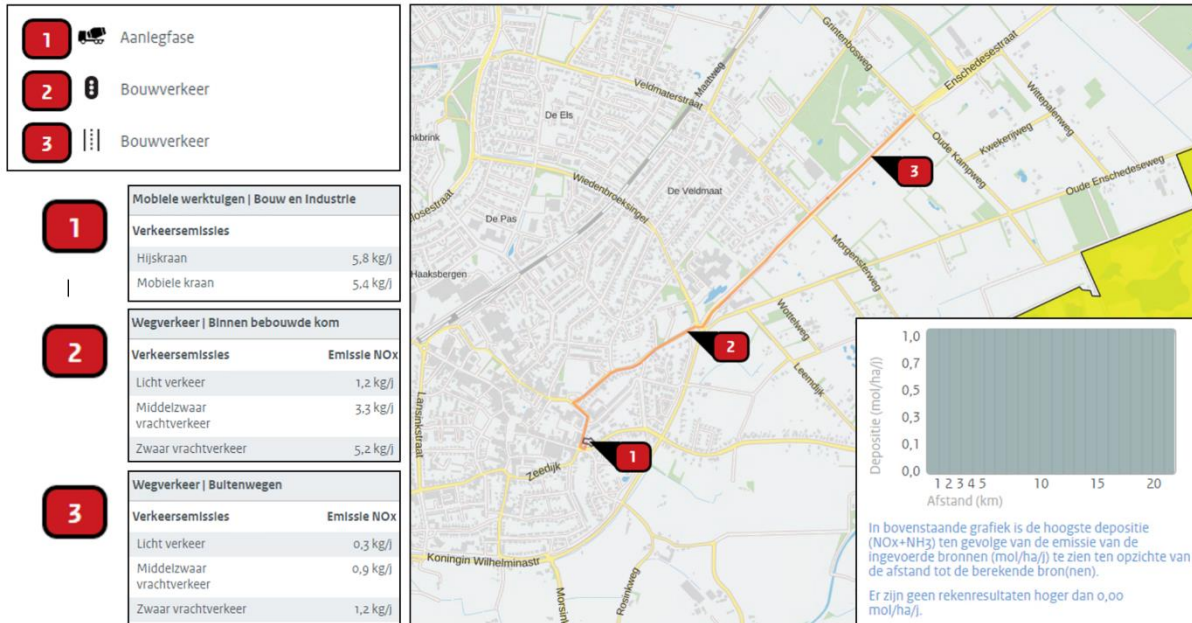 1 Aanlegfase
2 Bouwverkeer
3 Bouwverkeer
1
Mobiele werktuigen | Bouw en Industrie
Verkeersemissies
Hijskraan 5,8 kg/j
Mobiele kraan 5,4 kg/j
2
Wegverkeer | Binnen bebouwde kom
Verkeersemissies Emissie NOx
Licht verkeer 1,2 kg/j
Middelzwaar
vrachtverkeer 3,3 kg/j
Zwaar vrachtverkeer 5,2 kg/j
3
Wegverkeer | Buitenwegen
Verkeersemissies Emissie NOx
Licht verkeer 0,3 kg/j
Middelzwaar
vrachtverkeer 0,9 kg/j
Zwaar vrachtverkeer 1,2 kg/j
Grintenbosweg
Enschedesestraat
Maatweg
Veldmaterstraat
De Els
Wittepalenweg
Kwekerijweg
Oude Kampweg
Oude Enschedeseweg
3
nkbrink
Wiedenbroeksingel
De Veldmaat
losestraat
De Pas
Morgensterweg
Haaksbergen
Wottelweg
2
Leemdijk
Lansinkstraat
1
Zeedijk
Koningin Wilhelminastr
Morsin
Rosinkweg
Depositie (mol/ha/j)
1,0
0,7
0,5
0,3
0,1
0,0
1 2 3 4 5 10 15 20
Afstand (km)
In bovenstaande grafiek is de hoogste depositie
(NOx+NH3) ten gevolge van de emissie van de
ingevoerde bronnen (mol/ha/j) te zien ten opzichte van
de afstand tot de berekende bron(nen).
Er zijn geen rekenresultaten hoger dan 0,00
mol/ha/j.